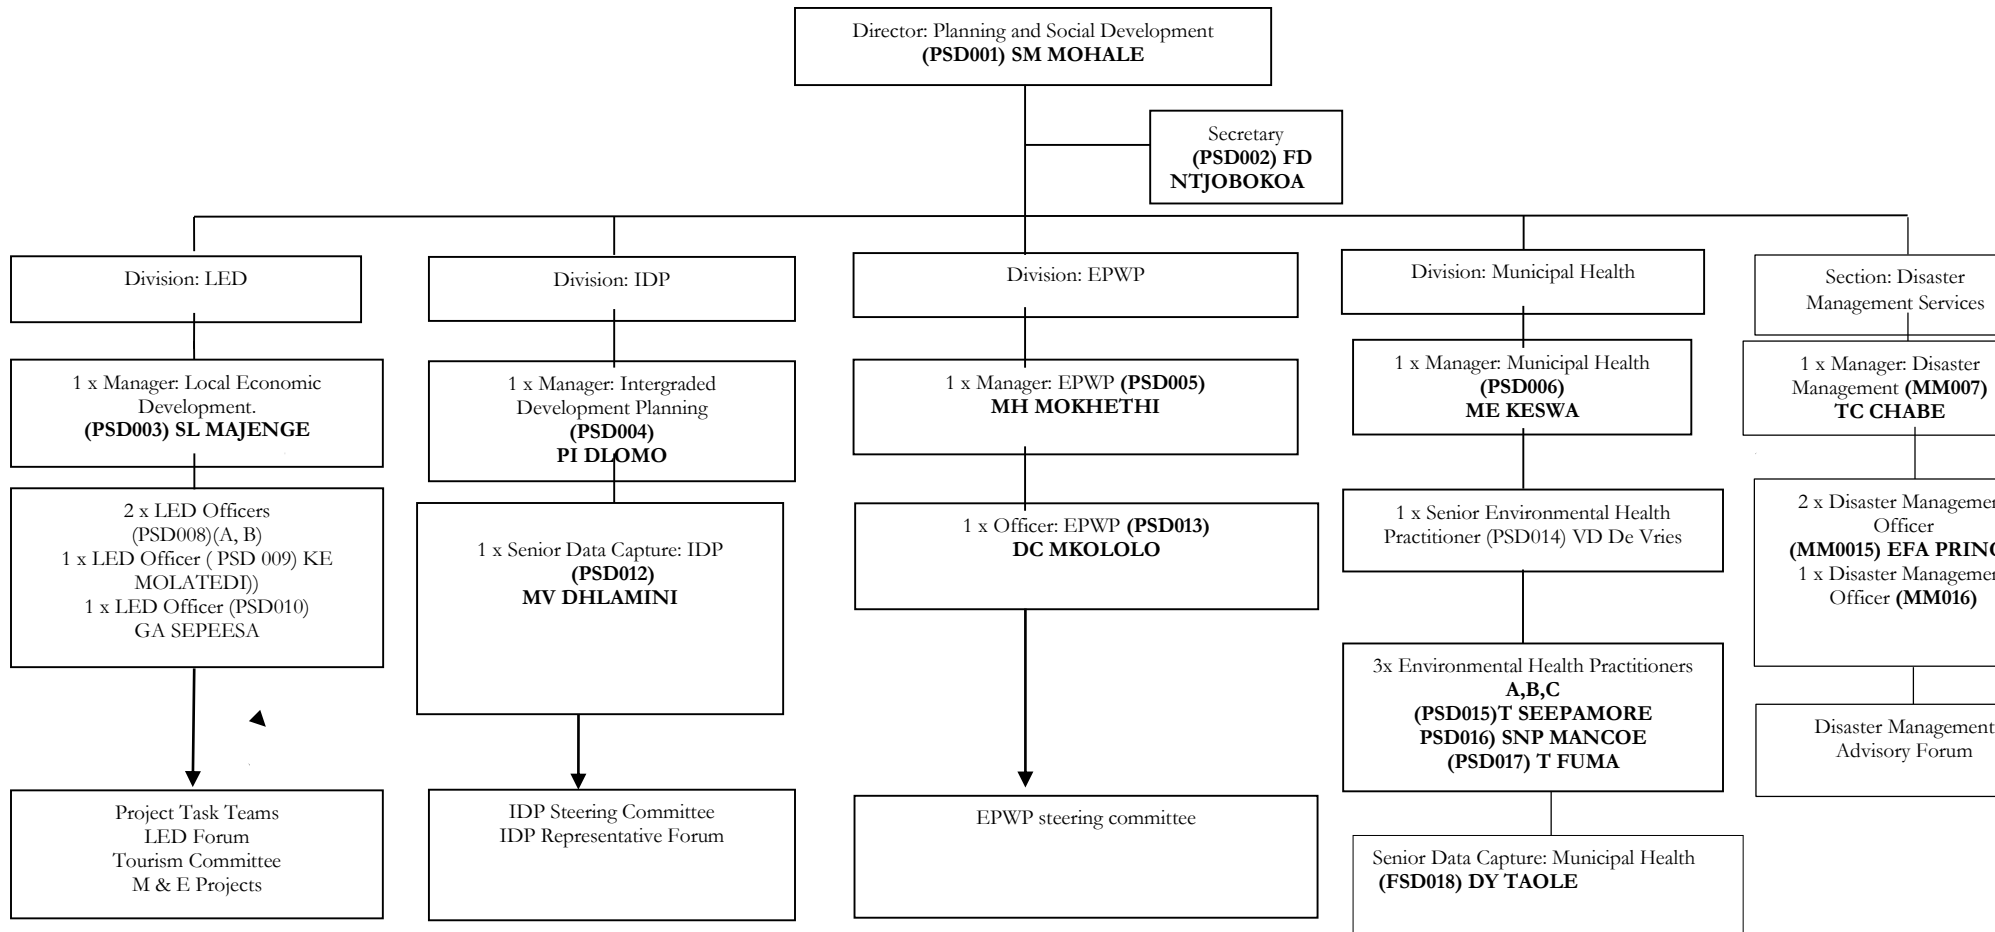 Director: Planning and Social Development
(PSD001) SM MOHALE
Secretary
(PSD002) FD
NTJOBOKOA
Division: LED
1 x Manager: Local Economic
Development.
(PSD003) SL MAJENGE
2 x LED Officers
(PSD008)(A, B)
1 x LED Officer ( PSD 009) KE
MOLATEDI))
1 x LED Officer (PSD010)
GA SEPEESA
Project Task Teams
LED Forum
Tourism Committee
M & E Projects
Division: IDP
1 x Manager: Intergraded
Development Planning
(PSD004)
PI DLOMO
1 x Senior Data Capture: IDP
(PSD012)
MV DHLAMINI
IDP Steering Committee
IDP Representative Forum
Division: EPWP
1 x Manager: EPWP (PSD005)
MH MOKHETHI
1 x Officer: EPWP (PSD013)
DC MKOLOLO
EPWP steering committee
Division: Municipal Health
1 x Manager: Municipal Health
(PSD006)
ME KESWA
1 x Senior Environmental Health
Practitioner (PSD014) VD De Vries
3x Environmental Health Practitioners
A,B,C
(PSD015)T SEEPAMORE
PSD016) SNP MANCOE
(PSD017) T FUMA
Senior Data Capture: Municipal Health
(FSD018) DY TAOLE
Section: Disaster
Management Services
1 x Manager: Disaster
Management (MM007)
TC CHABE
2 x Disaster
Officer
(MM0015) EFA
1 x Disaster
Officer (MM016)
Disaster Management
Advisory Forum